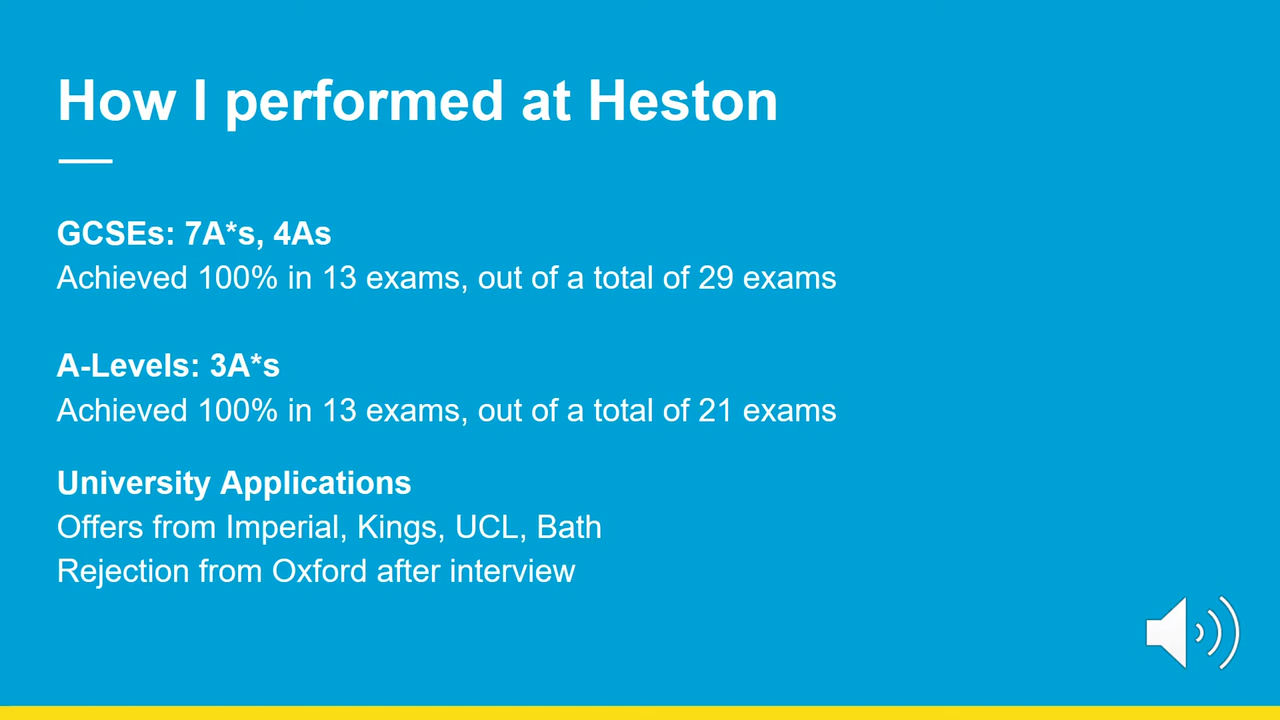 How I performed at Heston
GCSEs: 7A*s, 4As
Achieved 100% in 13 exams, out of a total of 29 exams
A-Levels: 3A*s
Achieved 100% in 13 exams, out of a total of 21 exams
University Applications
Offers from Imperial, Kings, UCL, Bath
Rejection from Oxford after interview